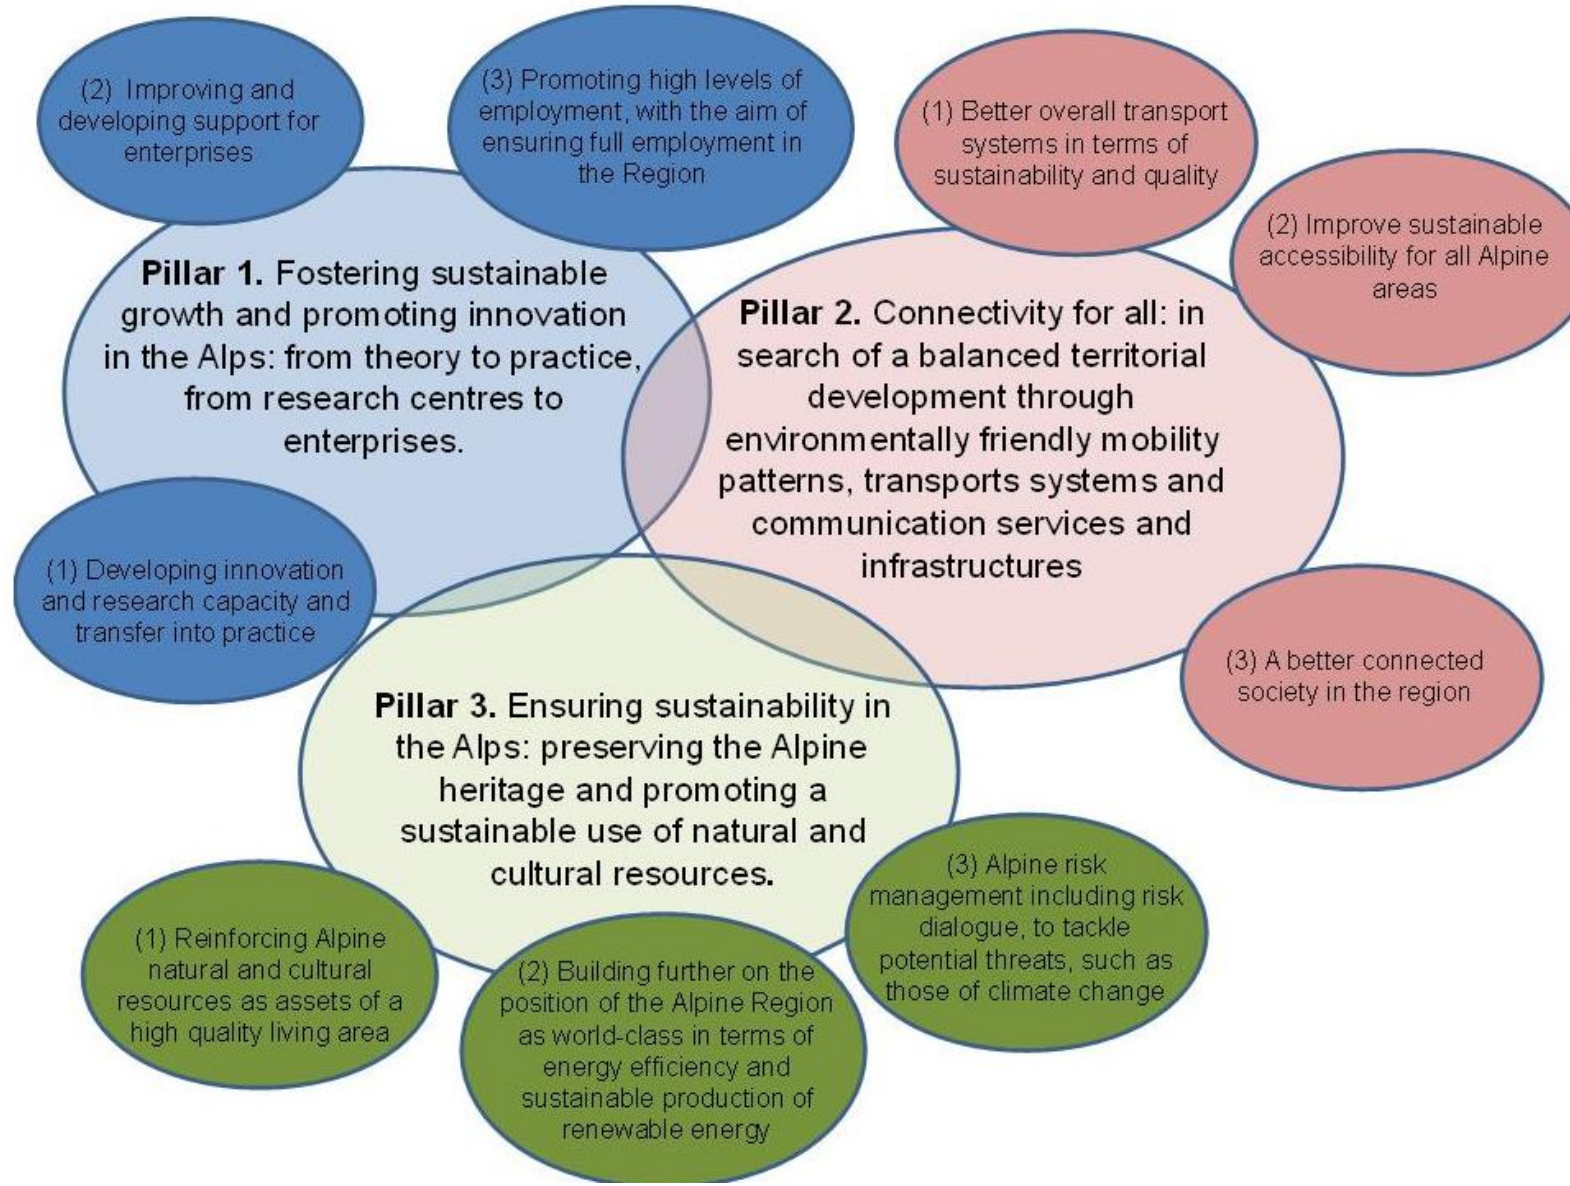 (2) Improving and
developing support for
enterprises
(3) Promoting high levels of
employment, with the aim of
ensuring full employment in
the Region
(1) Better overall transport
systems in terms of
sustainability and quality
(2) Improve sustainable
accessibility for all Alpine
areas
Pillar 1. Fostering sustainable
growth and promoting innovation
in the Alps: from theory to practice,
from research centres to
enterprises.
Pillar 2. Connectivity for all: in
search of a balanced territorial
development through
environmentally friendly mobility
patterns, transports systems and
communication services and
infrastructures
(1) Developing innovation
and research capacity and
transfer into practice
(3) A better connected
society in the region
Pillar 3. Ensuring sustainability in
the Alps: preserving the Alpine
heritage and promoting a
sustainable use of natural and
cultural resources.
(1) Reinforcing Alpine
natural and cultural
resources as assets of a
high quality living area
(2) Building further on the
position of the Alpine Region
as world-class in terms of
energy efficiency and
sustainable production of
renewable energy
(3) Alpine risk
management including risk
dialogue, to tackle
potential threats, such as
those of climate change